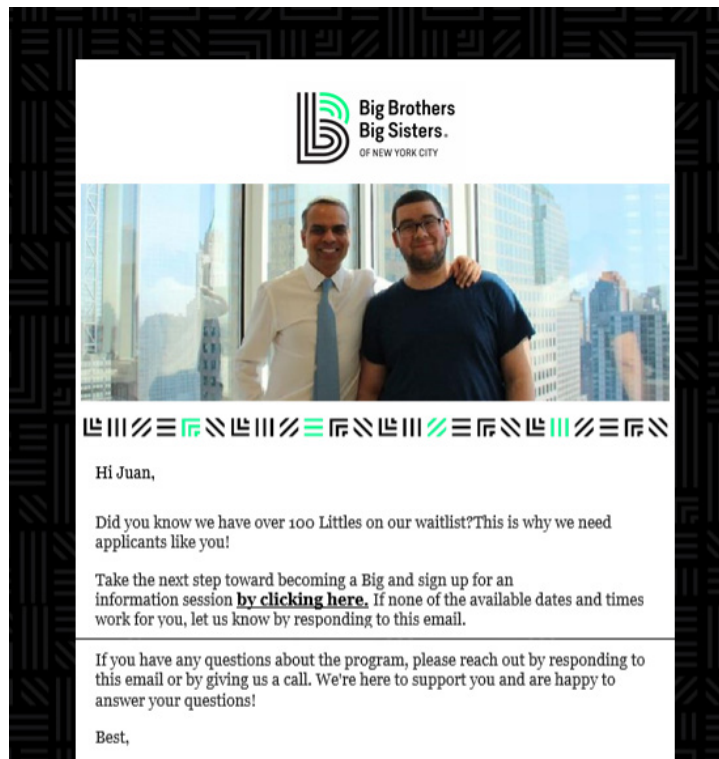 Big Brothers
Big Sisters.
OF NEW YORK CITY
Hi Juan,
Did you know we have over 100 Littles on our waitlist?This is why we need
applicants like you!
Take the next step toward becoming a Big and sign up for an
information session by clicking here. If none of the available dates and times
work for you, let us know by responding to this email.
If you have any questions about the program, please reach out by responding to
this email or by giving us a call. We're here to support you and are happy to
answer your questions!
Best,